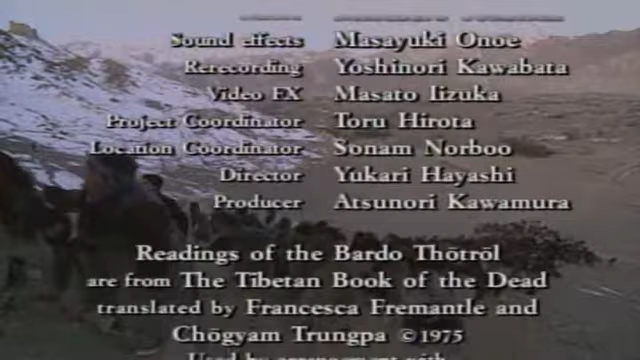 Sound effects Masayuki Onoe
Rerecording Yoshinori Kawabata
Video FX Masato Iizuka
Project Coordinator Toru Hirota
Location Coordinator Sonam Norboo
Director Yukari Hayashi
Producer Atsunori Kawamura
Readings of the Bardo Thötröl
are from The Tibetan Book of the Dead
translated by Francesca Fremantle and
Chögyam Trungpa ©1975